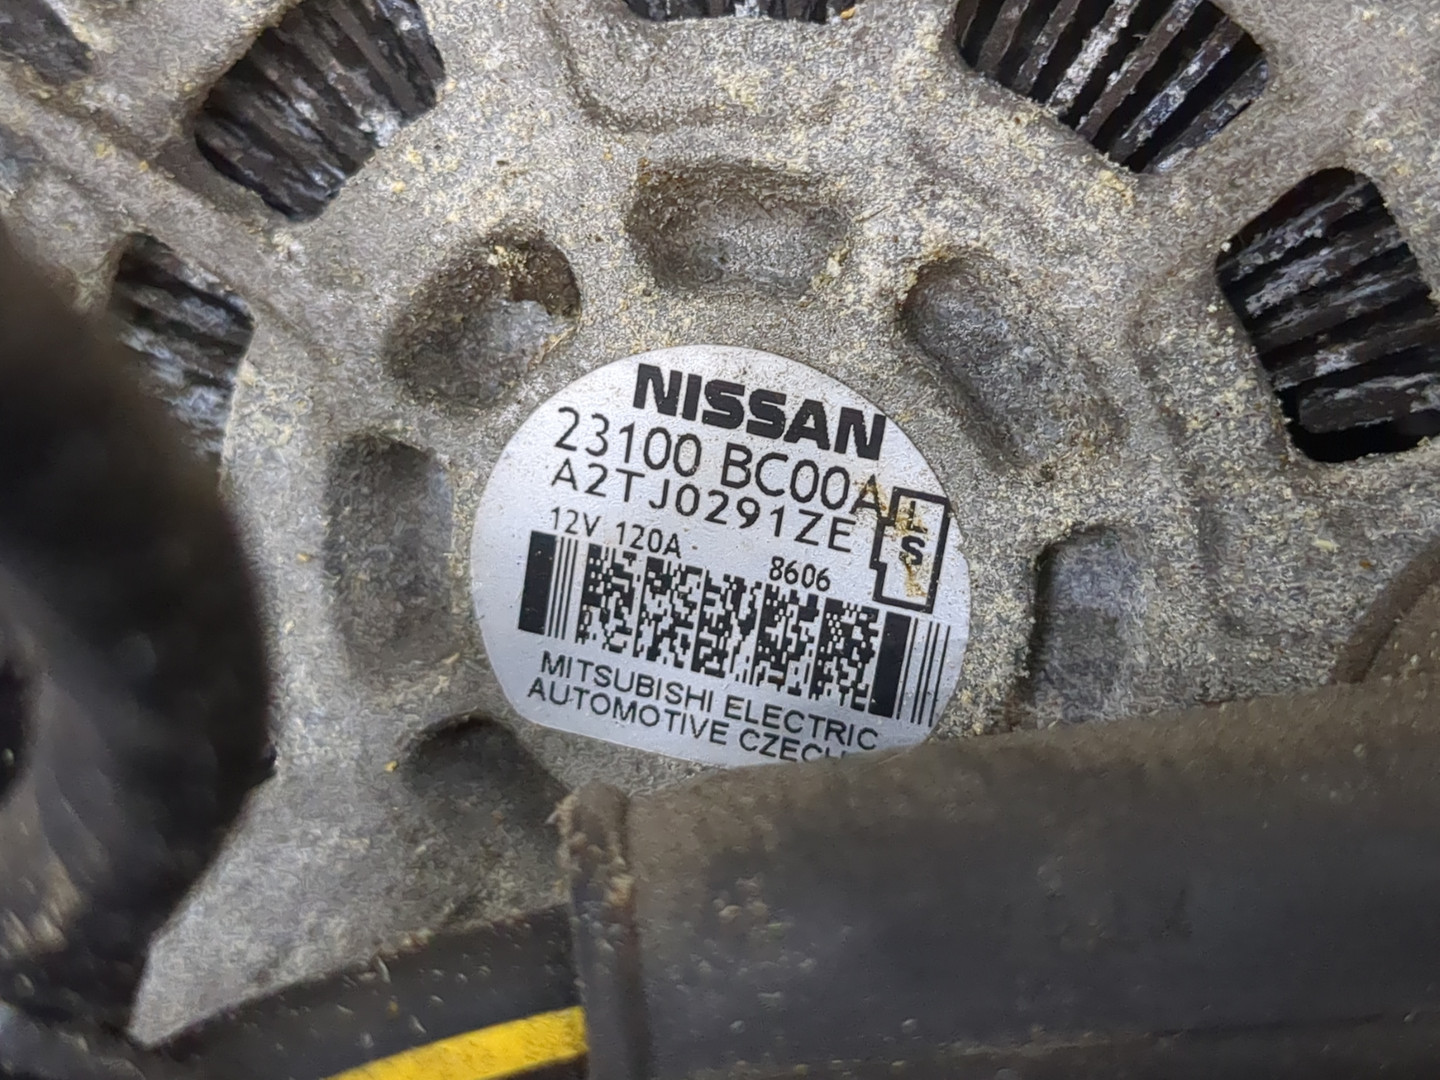 NISSAN
23100 BC00A
A2TJ0291ZE
L
S
12V 120A
8606
MITSUBISHI ELECTRIC
AUTOMOTIVE CZECH